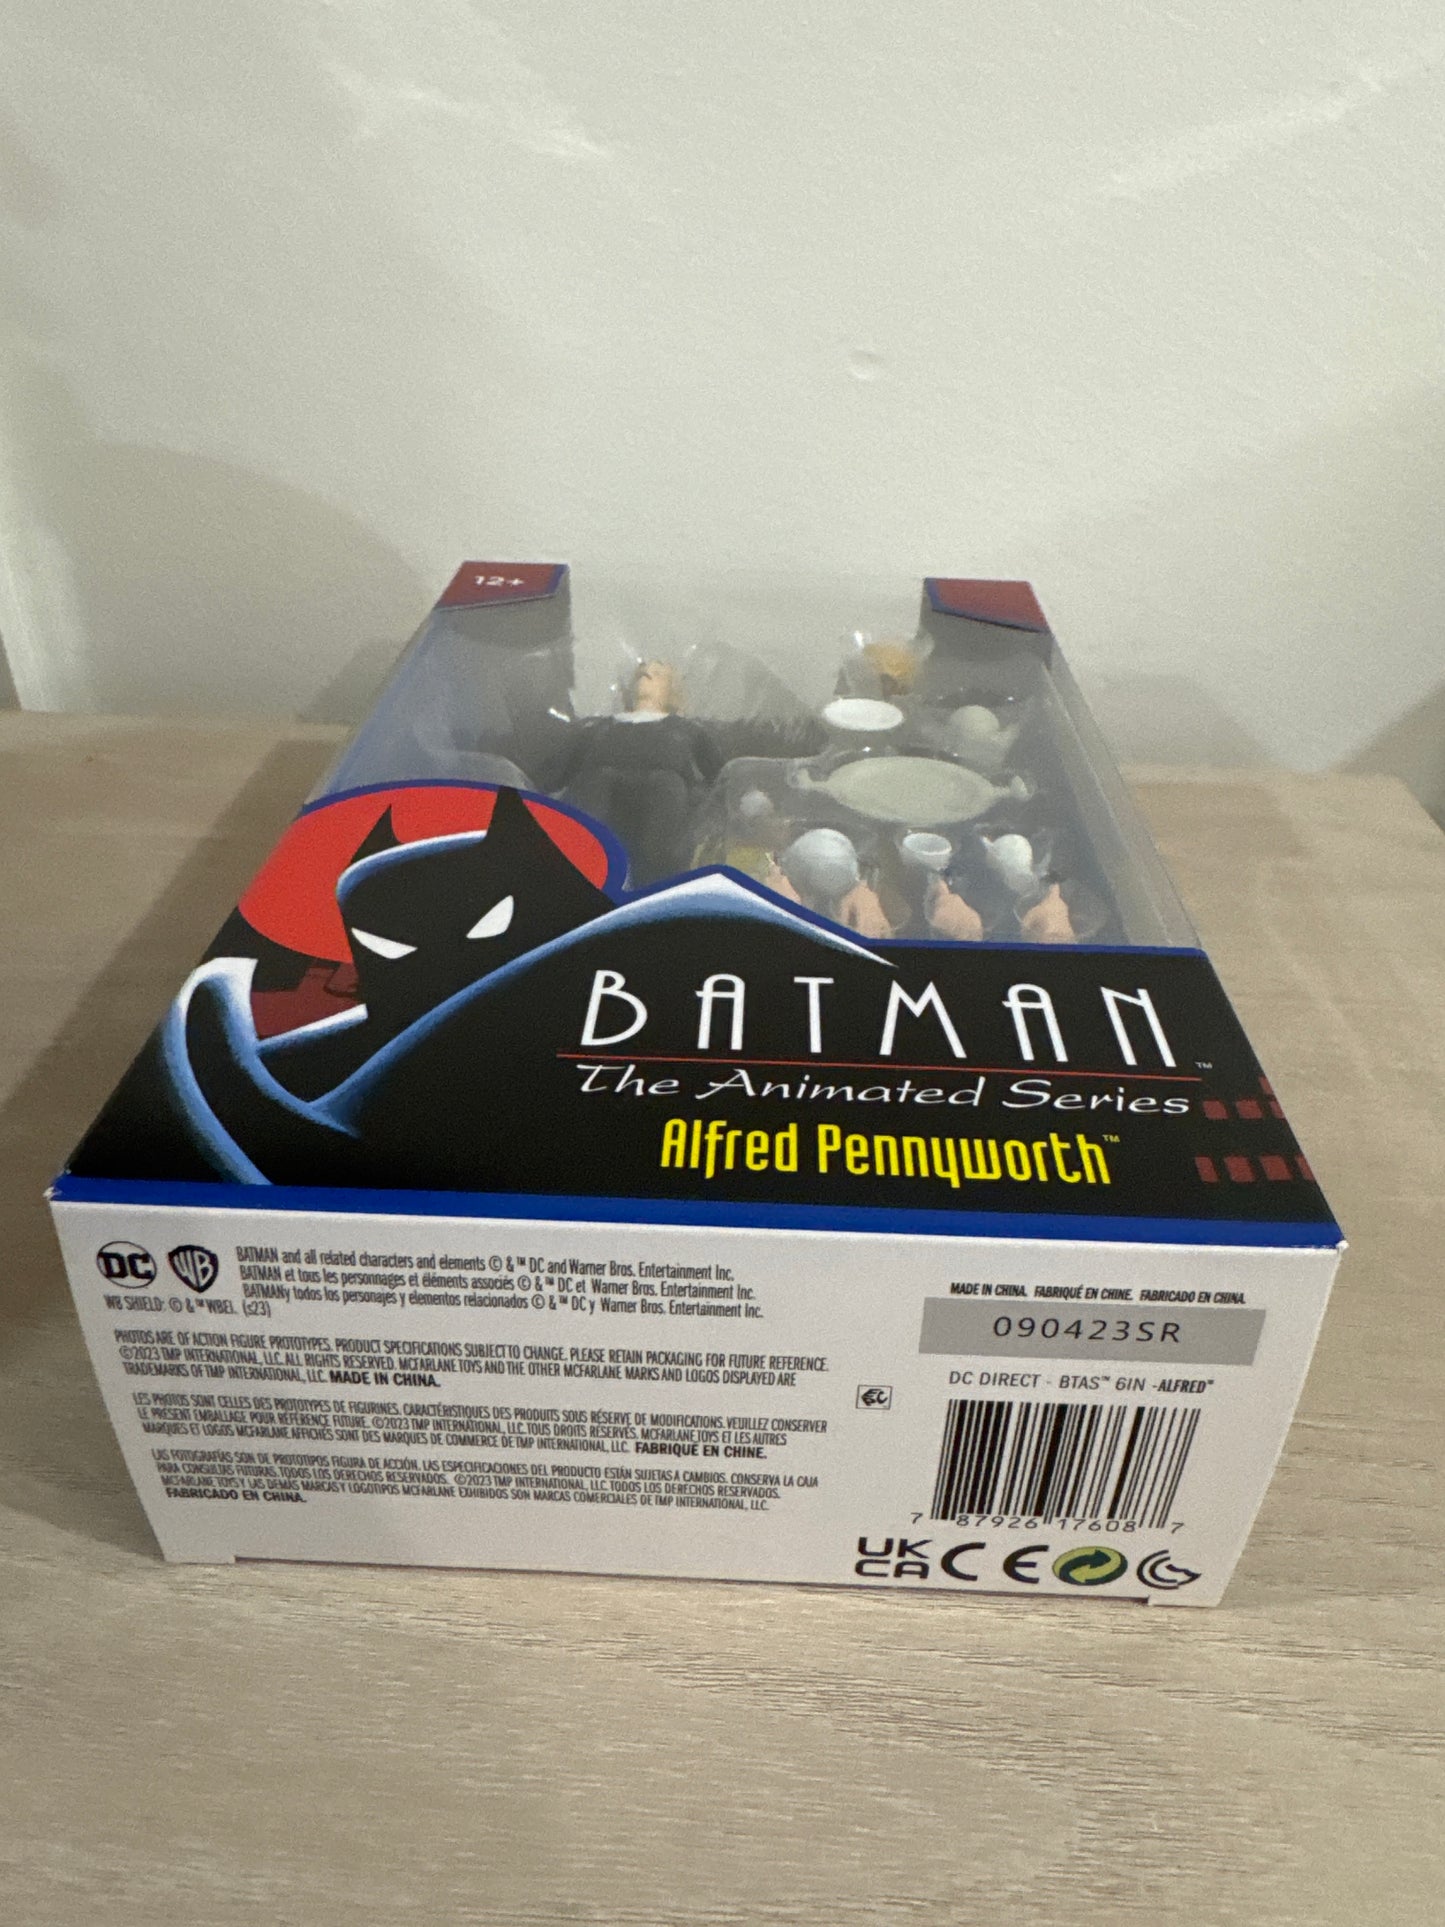 12+
BATMAN™
The Animated Series
Alfred Pennyworth™
DC WB
BATMAN and all related characters and elements © & ™ DC and Warner Bros. Entertainment Inc.
BATMAN et tous les personnages et éléments associés © & ™ DC et Warner Bros. Entertainment Inc.
BATMANy todos los personajes y elementos relacionados © & ™ DC y Warner Bros. Entertainment Inc.
WB SHIELD: © & ™ WBEI. (s23)
PHOTOS ARE OF ACTION FIGURE PROTOTYPES. PRODUCT SPECIFICATIONS SUBJECT TO CHANGE. PLEASE RETAIN PACKAGING FOR FUTURE REFERENCE.
©2023 TMP INTERNATIONAL, LLC. ALL RIGHTS RESERVED. MCFARLANE TOYS AND THE OTHER MCFARLANE MARKS AND LOGOS DISPLAYED ARE
TRADEMARKS OF TMP INTERNATIONAL, LLC. MADE IN CHINA.
LES PHOTOS SONT CELLES DES PROTOTYPES DE FIGURINES. CARACTÉRISTIQUES DES PRODUITS SOUS RÉSERVE DE MODIFICATIONS. VEUILLEZ CONSERVER
LE PRÉSENT EMBALLAGE POUR RÉFÉRENCE FUTURE. ©2023 TMP INTERNATIONAL, LLC. TOUS DROITS RÉSERVÉS. MCFARLANE TOYS ET LES AUTRES
MARQUES ET LOGOS MCFARLANE AFFICHÉS SONT DES MARQUES DE COMMERCE DE TMP INTERNATIONAL, LLC. FABRIQUÉ EN CHINE.
LAS FOTOGRAFÍAS SON DE PROTOTIPOS FIGURA DE ACCIÓN. LAS ESPECIFICACIONES DEL PRODUCTO ESTÁN SUJETAS A CAMBIOS. CONSERVA LA CAJA
PARA CONSULTAS FUTURAS. TODOS LOS DERECHOS RESERVADOS. ©2023 TMP INTERNATIONAL, LLC. TODOS LOS DERECHOS RESERVADOS.
MCFARLANE TOYS Y LAS DEMÁS MARCAS Y LOGOTIPOS MCFARLANE EXHIBIDOS SON MARCAS COMERCIALES DE TMP INTERNATIONAL, LLC.
FABRICADO EN CHINA.
MADE IN CHINA. FABRIQUÉ EN CHINE. FABRICADO EN CHINA.
090423SR
DC DIRECT - BTAS™ 6IN -ALFRED™
7 87926 17608 7
UK
CA CE